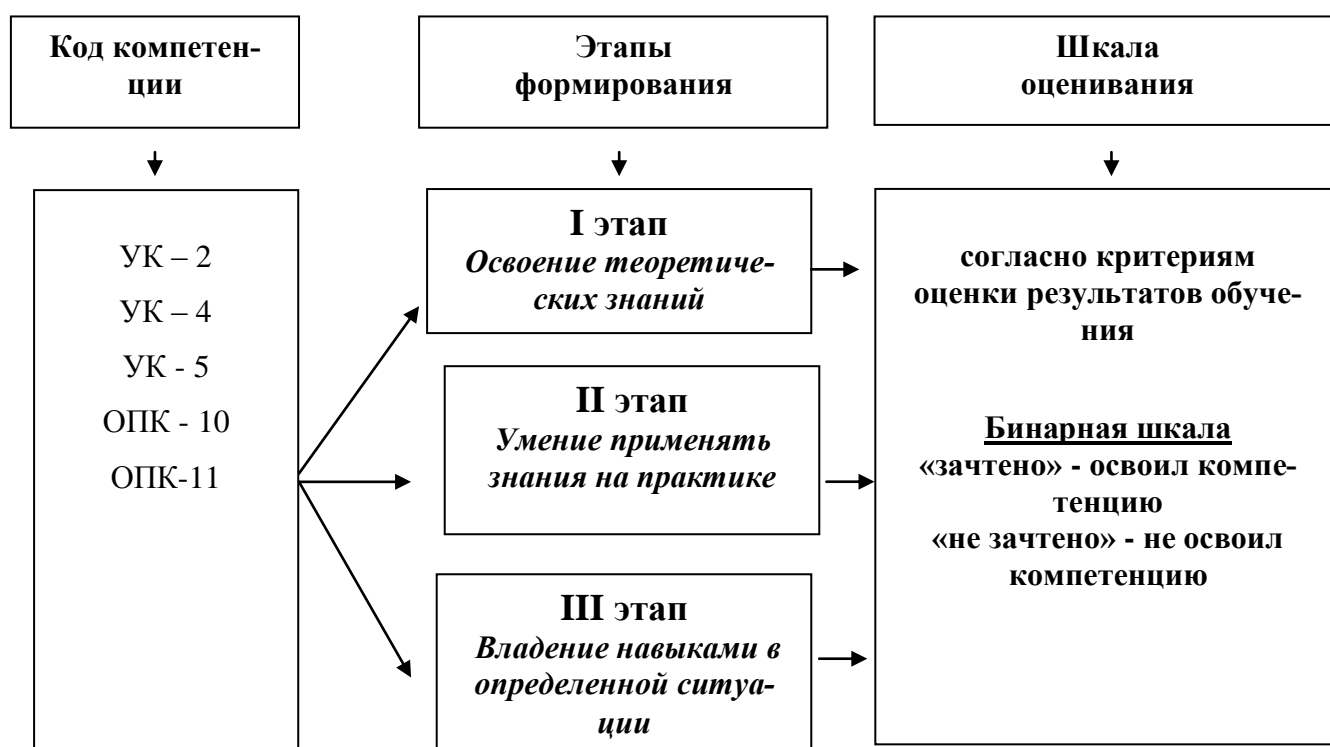 Код компетен-
ции
Этапы
формирования
Шкала
оценивания
УК – 2
УК – 4
УК - 5
ОПК - 10
ОПК-11
I этап
Освоение теоретиче-
ских знаний
II этап
Умение применять
знания на практике
III этап
Владение навыками в
определенной ситуа-
ции
согласно критериям
оценки результатов обуче-
ния
Бинарная шкала
«зачтено» - освоил компе-
тенцию
«не зачтено» - не освоил
компетенцию